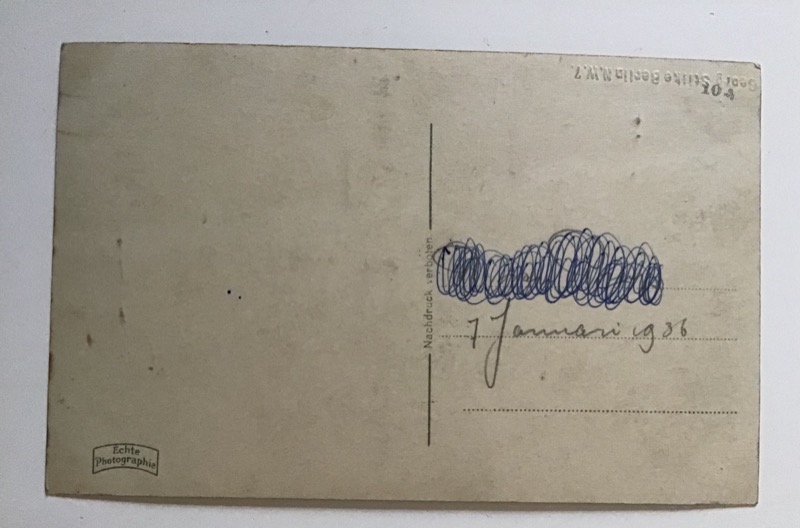 Georg Stilke Berlin N.W.7
104
Nachdruck verboten.
7 Januari 1936
Echte
Photographie